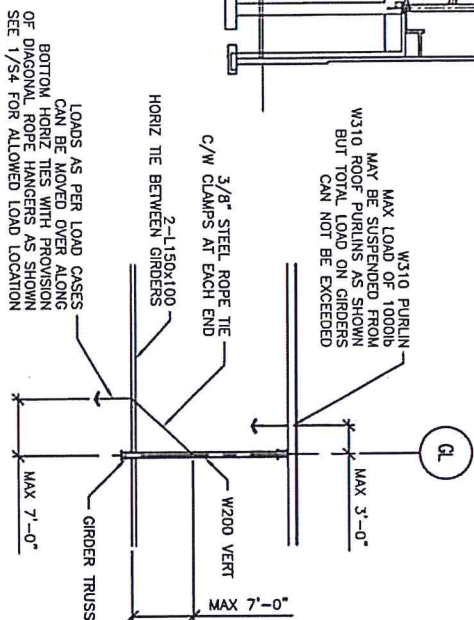 W310 PURLIN
MAX LOAD OF 1000lb
MAY BE SUSPENDED FROM
W310 ROOF PURLINS AS SHOWN
BUT TOTAL LOAD ON GIRDERS
CAN NOT BE EXCEEDED
GL
MAX 3'-0"
3/8" STEEL ROPE TIE
C/W CLAMPS AT EACH END
2-L150x100
HORIZ TIE BETWEEN GIRDERS
W200 VERT
MAX 7'-0"
GIRDER TRUSS
LOADS AS PER LOAD CASES
CAN BE MOVED OVER ALONG
BOTTOM HORIZ TIES WITH PROVISION
OF DIAGONAL ROPE HANGERS AS SHOWN
SEE 1/S4 FOR ALLOWED LOAD LOCATION
MAX 7'-0"